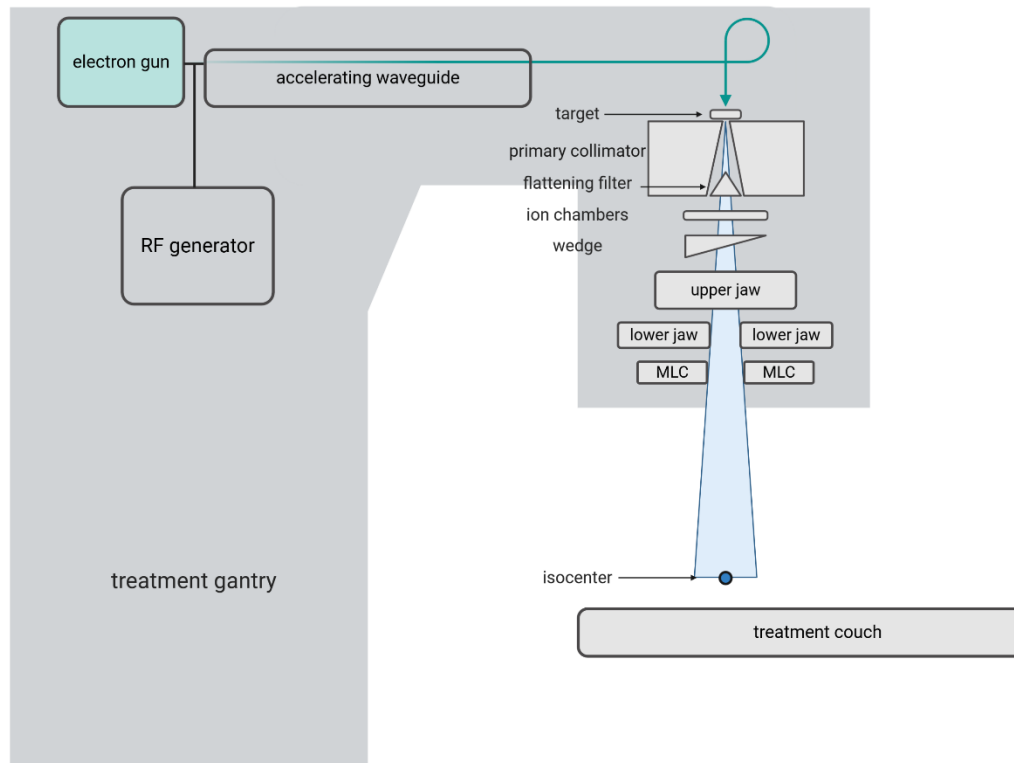 electron gun
accelerating waveguide
target
primary collimator
flattening filter
ion chambers
RF generator
wedge
upper jaw
lower jaw
lower jaw
MLC
MLC
treatment gantry
isocenter
treatment couch